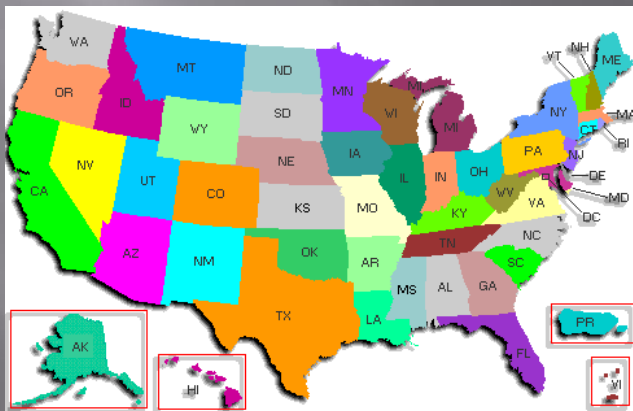 WA
MT
ND
MN
VT
NH
ME
OR
ID
SD
WI
MI
MI
NY
MA
WY
CT
RI
NV
NE
IA
PA
NJ
CA
UT
CO
KS
MO
IL
IN
OH
WV
VA
DE
MD
DC
KY
AZ
NM
OK
AR
TN
NC
SC
TX
LA
MS
AL
GA
FL
AK
HI
PR
VI